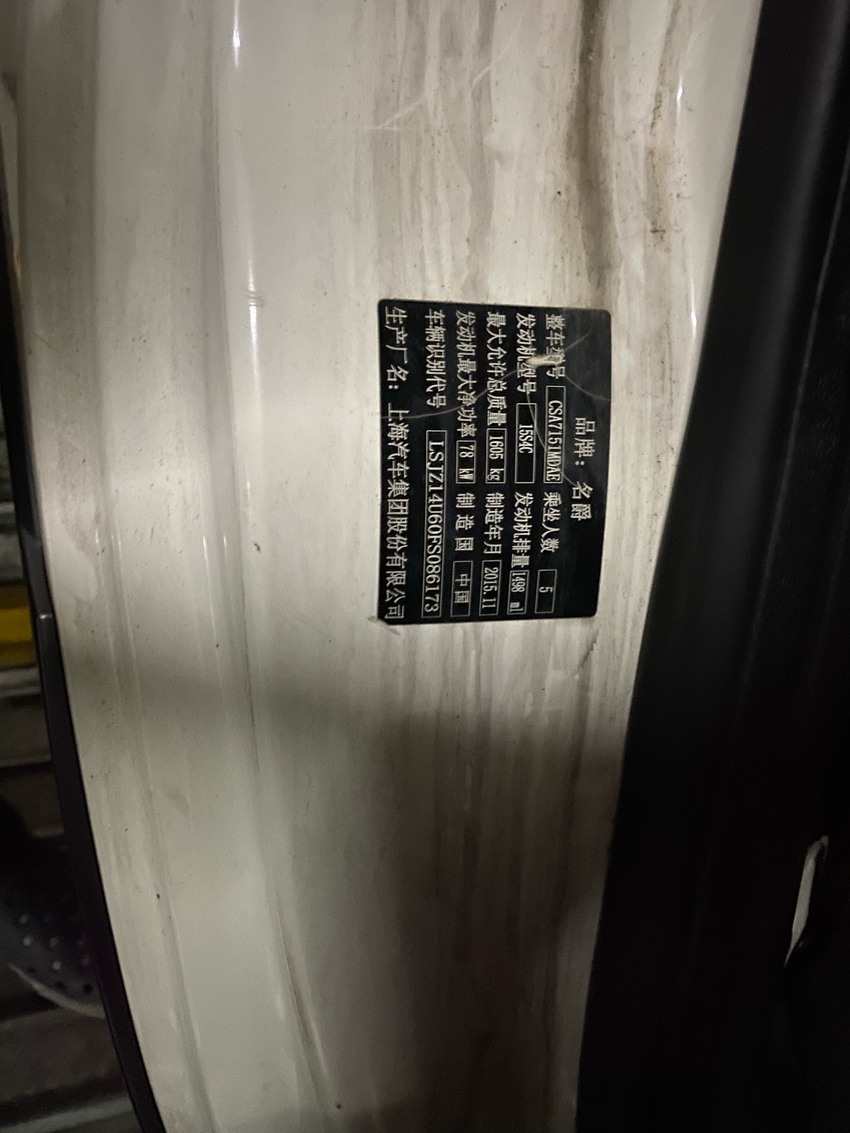 品牌：名爵
整车型号 CSA7151MDAE 乘坐人数 5
发动机型号 15S4C 发动机排量 1498 ml
最大允许总质量 1605 kg 制造年月 2015.11
发动机最大净功率 78 kW 制造国 中国
车辆识别代号 LSJZ14U60FS086173
生产厂名：上海汽车集团股份有限公司